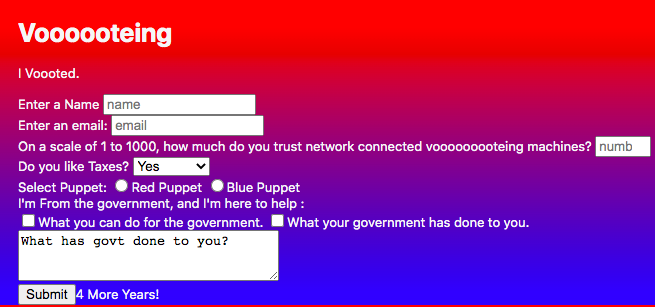 Voooooteing
I Voooted.
Enter a Name name
Enter an email: email
On a scale of 1 to 1000, how much do you trust network connected vooooooooteing machines? numb
Do you like Taxes? Yes
Select Puppet: Red Puppet Blue Puppet
I'm From the government, and I'm here to help :
What you can do for the government. What your government has done to you.
What has govt done to you?
Submit 4 More Years!